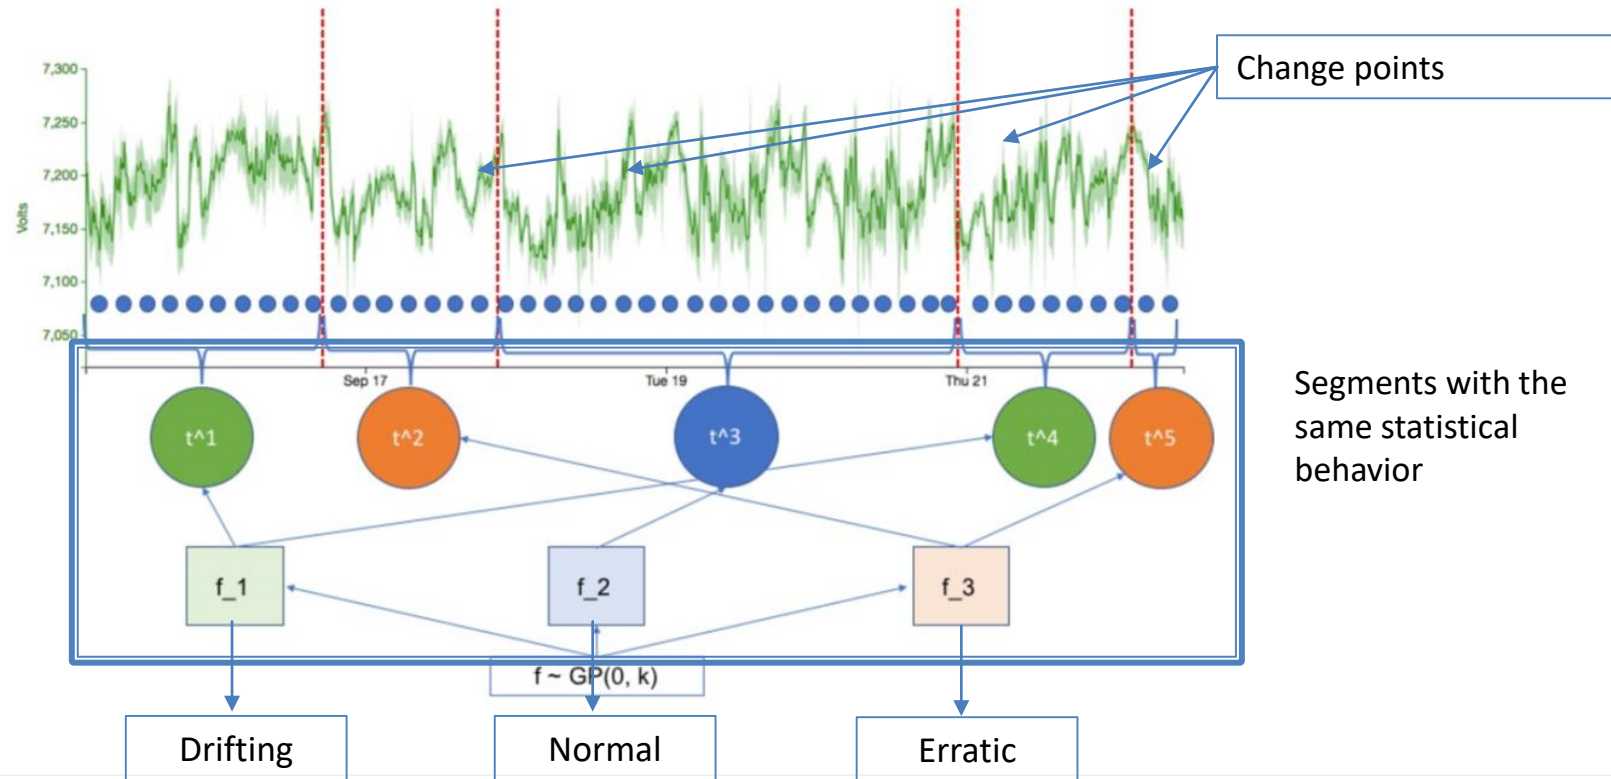 Change points
7,300
7,250
7,200
7,150
7,100
7,050
Volts
Sep 17
Tue 19
Thu 21
t^1
t^2
t^3
t^4
t^5
Segments with the
same statistical
behavior
f_1
f_2
f_3
f ~ GP(0, k)
Drifting
Normal
Erratic